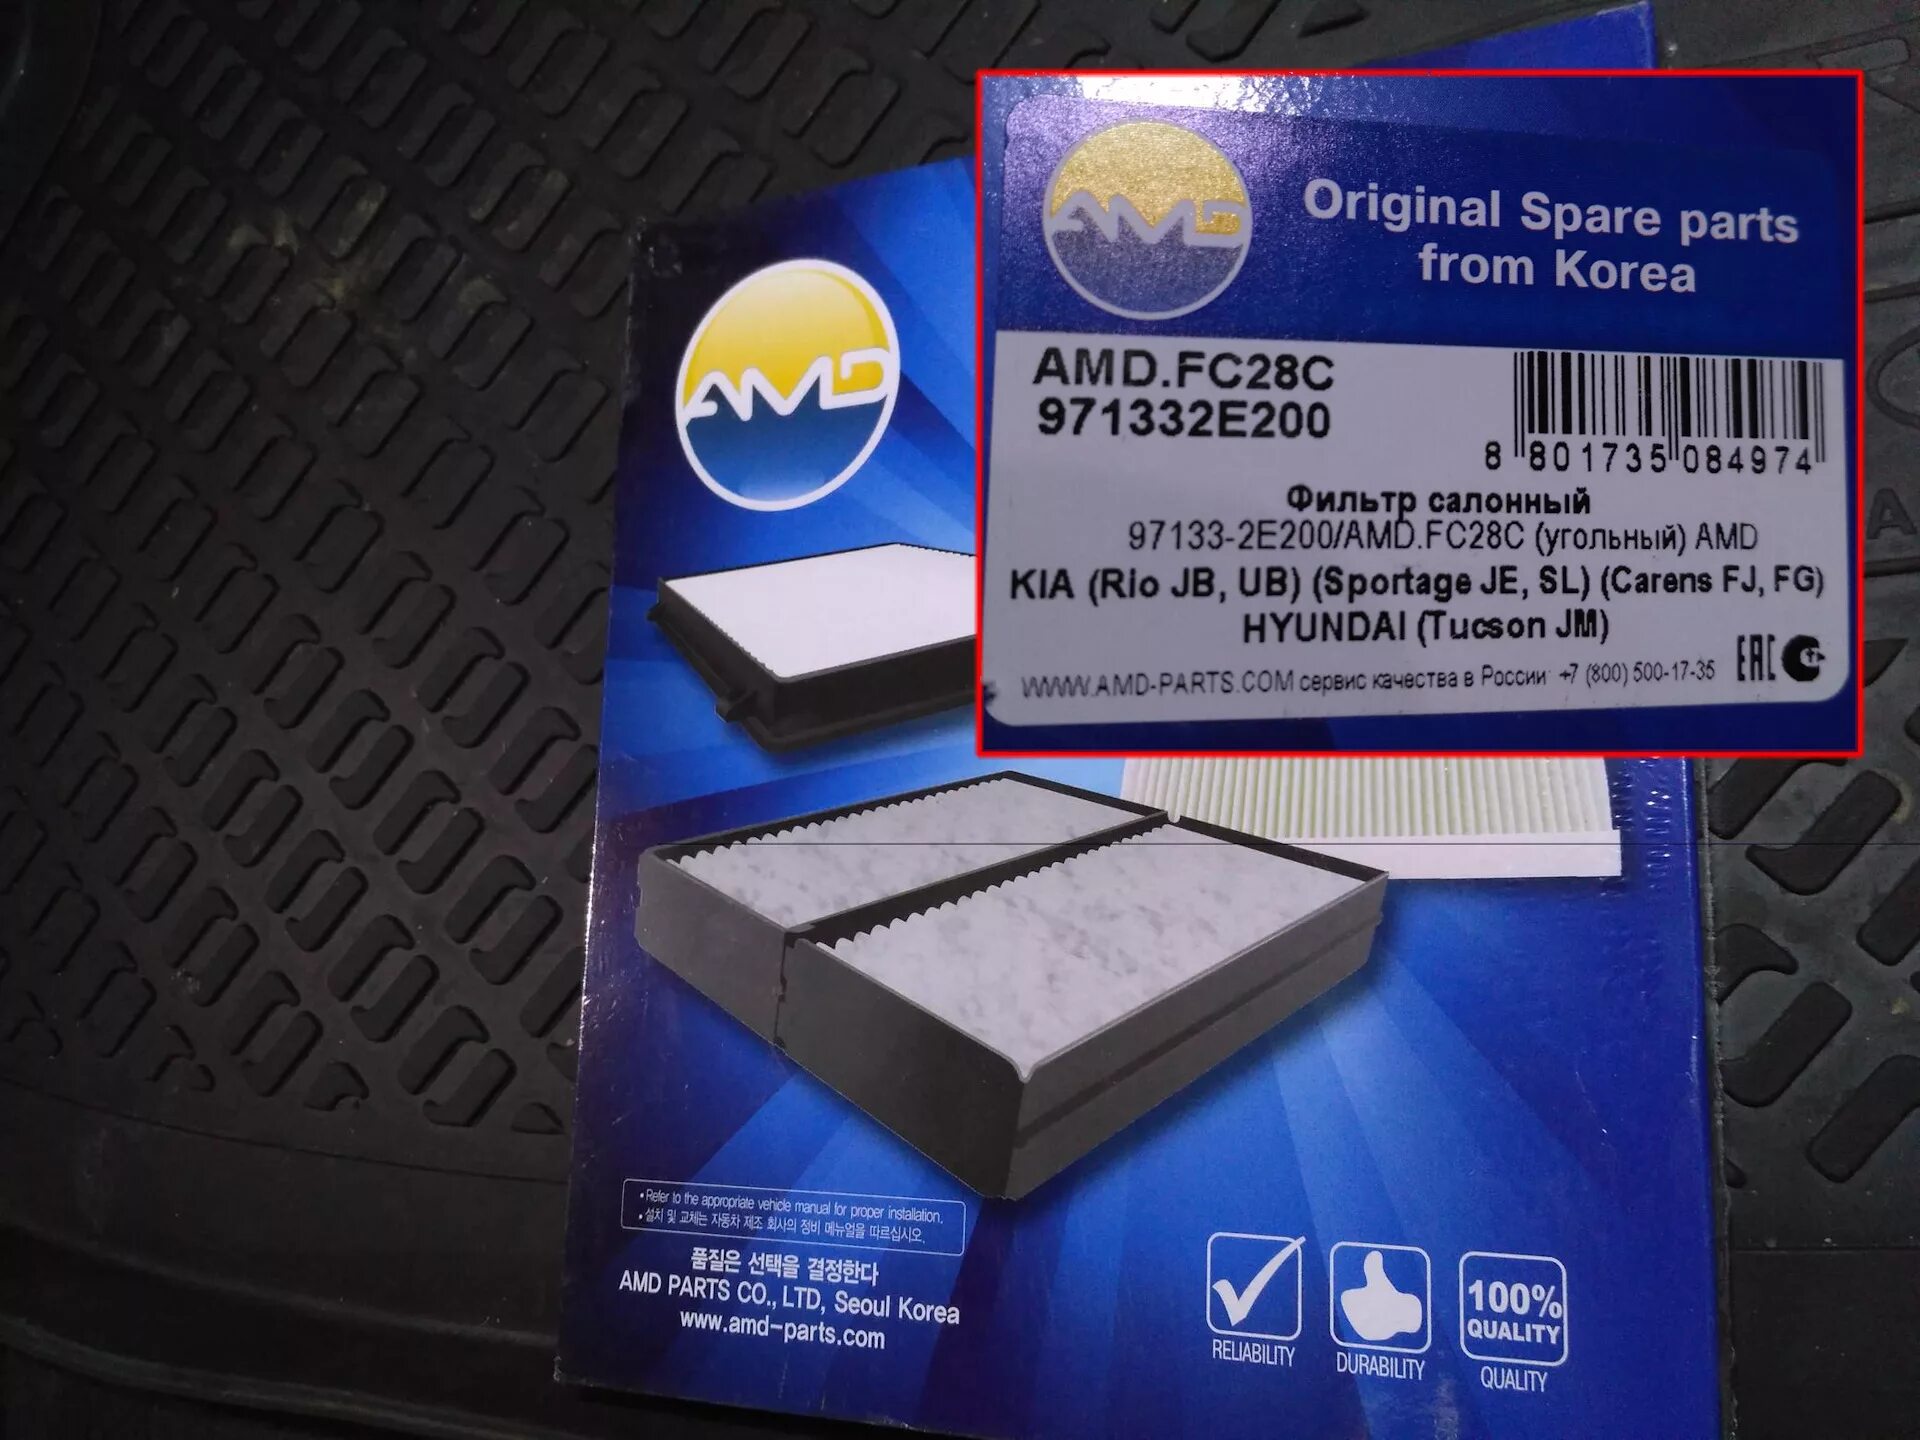 AMD
Original Spare parts
from Korea
AMD.FC28C
971332E200
8 801735 084974
Фильтр салонный
97133-2E200/AMD.FC28C (угольный) AMD
KIA (Rio JB, UB) (Sportage JE, SL) (Carens FJ, FG)
HYUNDAI (Tucson JM)
WWW.AMD-PARTS.COM сервис качества в России +7 (800) 500-17-35
EAC
AMD
• Refer to the appropriate vehicle manual for proper installation.
• 설치 및 교체는 자동차 제조 회사의 정비 메뉴얼을 따르십시오.
품질은 선택을 결정한다
AMD PARTS CO., LTD, Seoul Korea
www.amd-parts.com
RELIABILITY
DURABILITY
100%
QUALITY
QUALITY